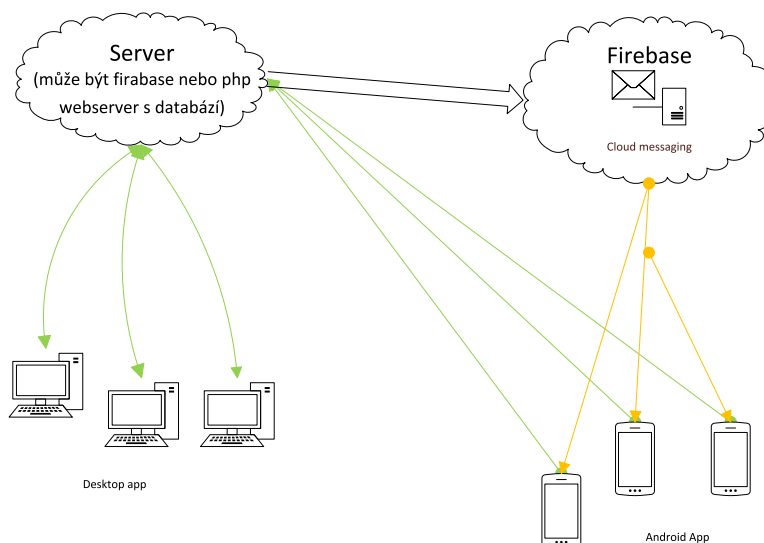 Server
(může být firabase nebo php
webserver s databází)
Firebase
Cloud messaging
Desktop app
Android App